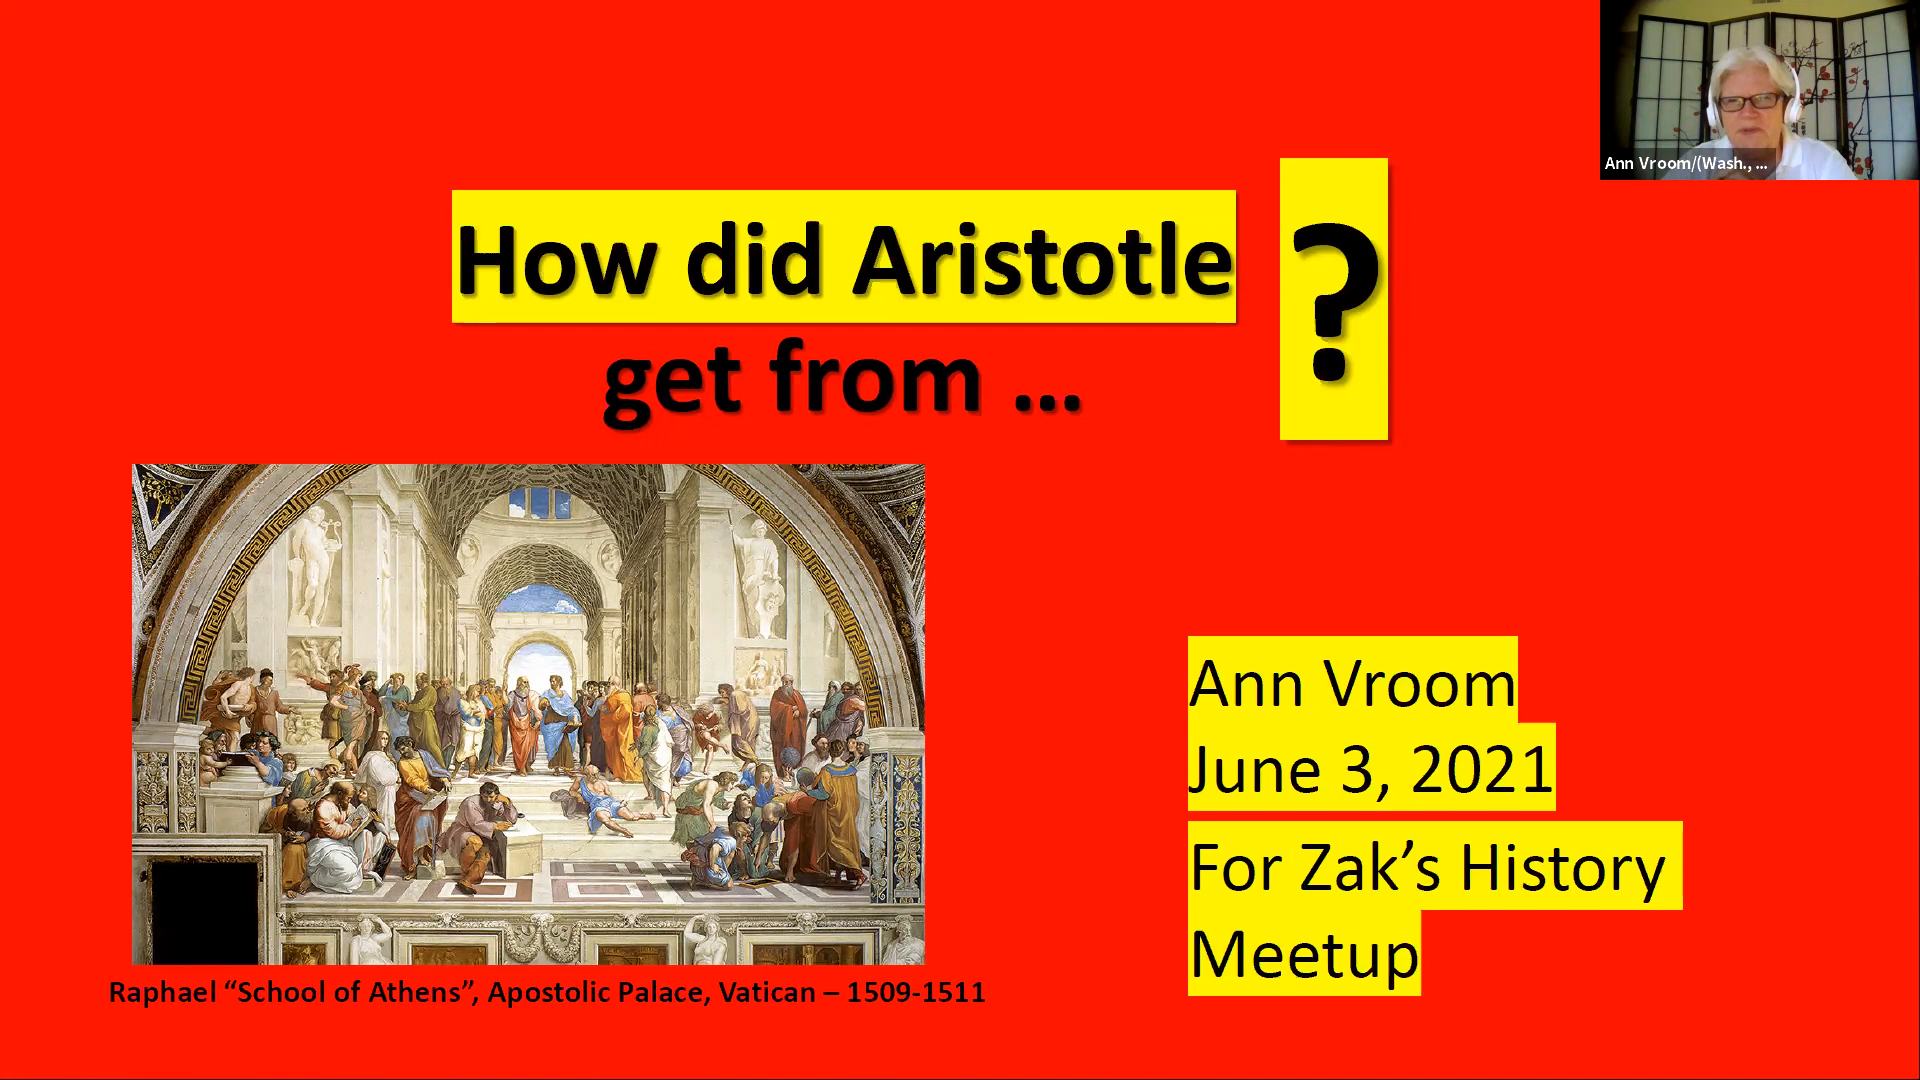 Ann Vroom/(Wash., ...
How did Aristotle
get from ...
?
Ann Vroom
June 3, 2021
For Zak’s History
Meetup
Raphael “School of Athens”, Apostolic Palace, Vatican – 1509-1511